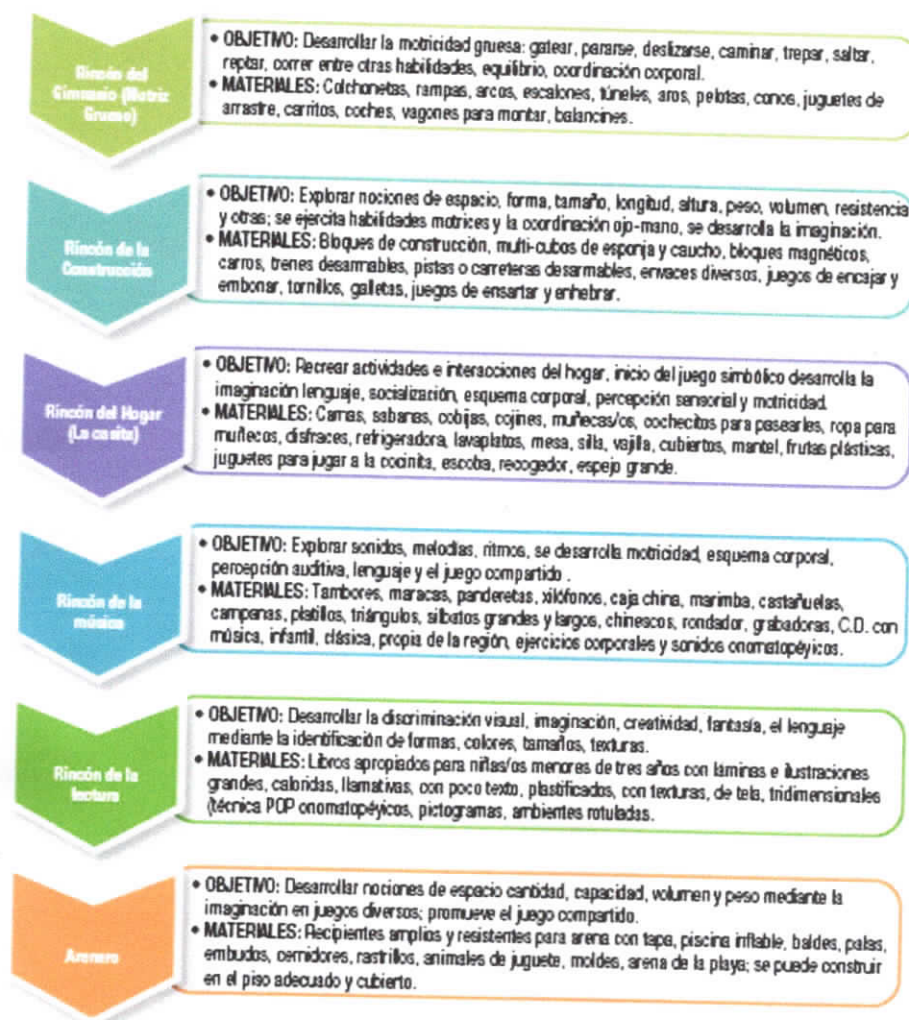 Rincón del
Gimnasio (Motriz
Grueso)
• OBJETIVO: Desarrollar la motricidad gruesa: gatear, pararse, deslizarse, caminar, trepar, saltar,
reptar, correr entre otras habilidades, equilibrio, coordinación corporal.
• MATERIALES: Colchonetas, rampas, arcos, escalones, túneles, aros, pelotas, conos, juguetes de
arrastre, carritos, coches, vagones para montar, balancines.
Rincón de la
Construcción
• OBJETIVO: Explorar nociones de espacio, forma, tamaño, longitud, altura, peso, volumen, resistencia
y otras; se ejercita habilidades motrices y la coordinación ojo-mano, se desarrolla la imaginación.
• MATERIALES: Bloques de construcción, multi-cubos de esponja y caucho, bloques magnéticos,
carros, trenes desarmables, pistas o carreteras desarmables, envaces diversos, juegos de encajar y
embonar, tornillos, galletas, juegos de ensartar y enhebrar.
Rincón del Hogar
(La casita)
• OBJETIVO: Recrear actividades e interacciones del hogar, inicio del juego simbólico desarrolla la
imaginación lenguaje, socialización, esquema corporal, percepción sensorial y motricidad.
• MATERIALES: Camas, sabanas, cobijas, cojines, muñecas/os, cochecitos para pasearles, ropa para
muñecos, disfraces, refrigeradora, lavaplatos, mesa, silla, vajilla, cubiertos, mantel, frutas plásticas,
juguetes para jugar a la cocinita, escoba, recogedor, espejo grande.
Rincón de la
música
• OBJETIVO: Explorar sonidos, melodías, ritmos, se desarrolla motricidad, esquema corporal,
percepción auditiva, lenguaje y el juego compartido .
• MATERIALES: Tambores, maracas, panderetas, xilófonos, caja china, marimba, castañuelas,
campanas, platillos, triángulos, silbatos grandes y largos, chinescos, rondador, grabadoras, C.D. con
música, infantil, clásica, propia de la región, ejercicios corporales y sonidos onomatopéyicos.
Rincón de la
lectura
• OBJETIVO: Desarrollar la discriminación visual, imaginación, creatividad, fantasía, el lenguaje
mediante la identificación de formas, colores, tamaños, texturas.
• MATERIALES: Libros apropiados para niñas/os menores de tres años con laminas e ilustraciones
grandes, caloridas, llamativas, con poco texto, plastificados, con texturas, de tela, tridimensionales
(técnica POP onomatopéyicos, pictogramas, ambientes rotuladas.
Arenero
• OBJETIVO: Desarrollar nociones de espacio cantidad, capacidad, volumen y peso mediante la
imaginación en juegos diversos; promueve el juego compartido.
• MATERIALES: Recipientes amplios y resistentes para arena con tapa, piscina inflable, baldes, palas,
embudos, cernidores, rastrillos, animales de juguete, moldes, arena de la playa; se puede construir
en el piso adecuado y cubierto.